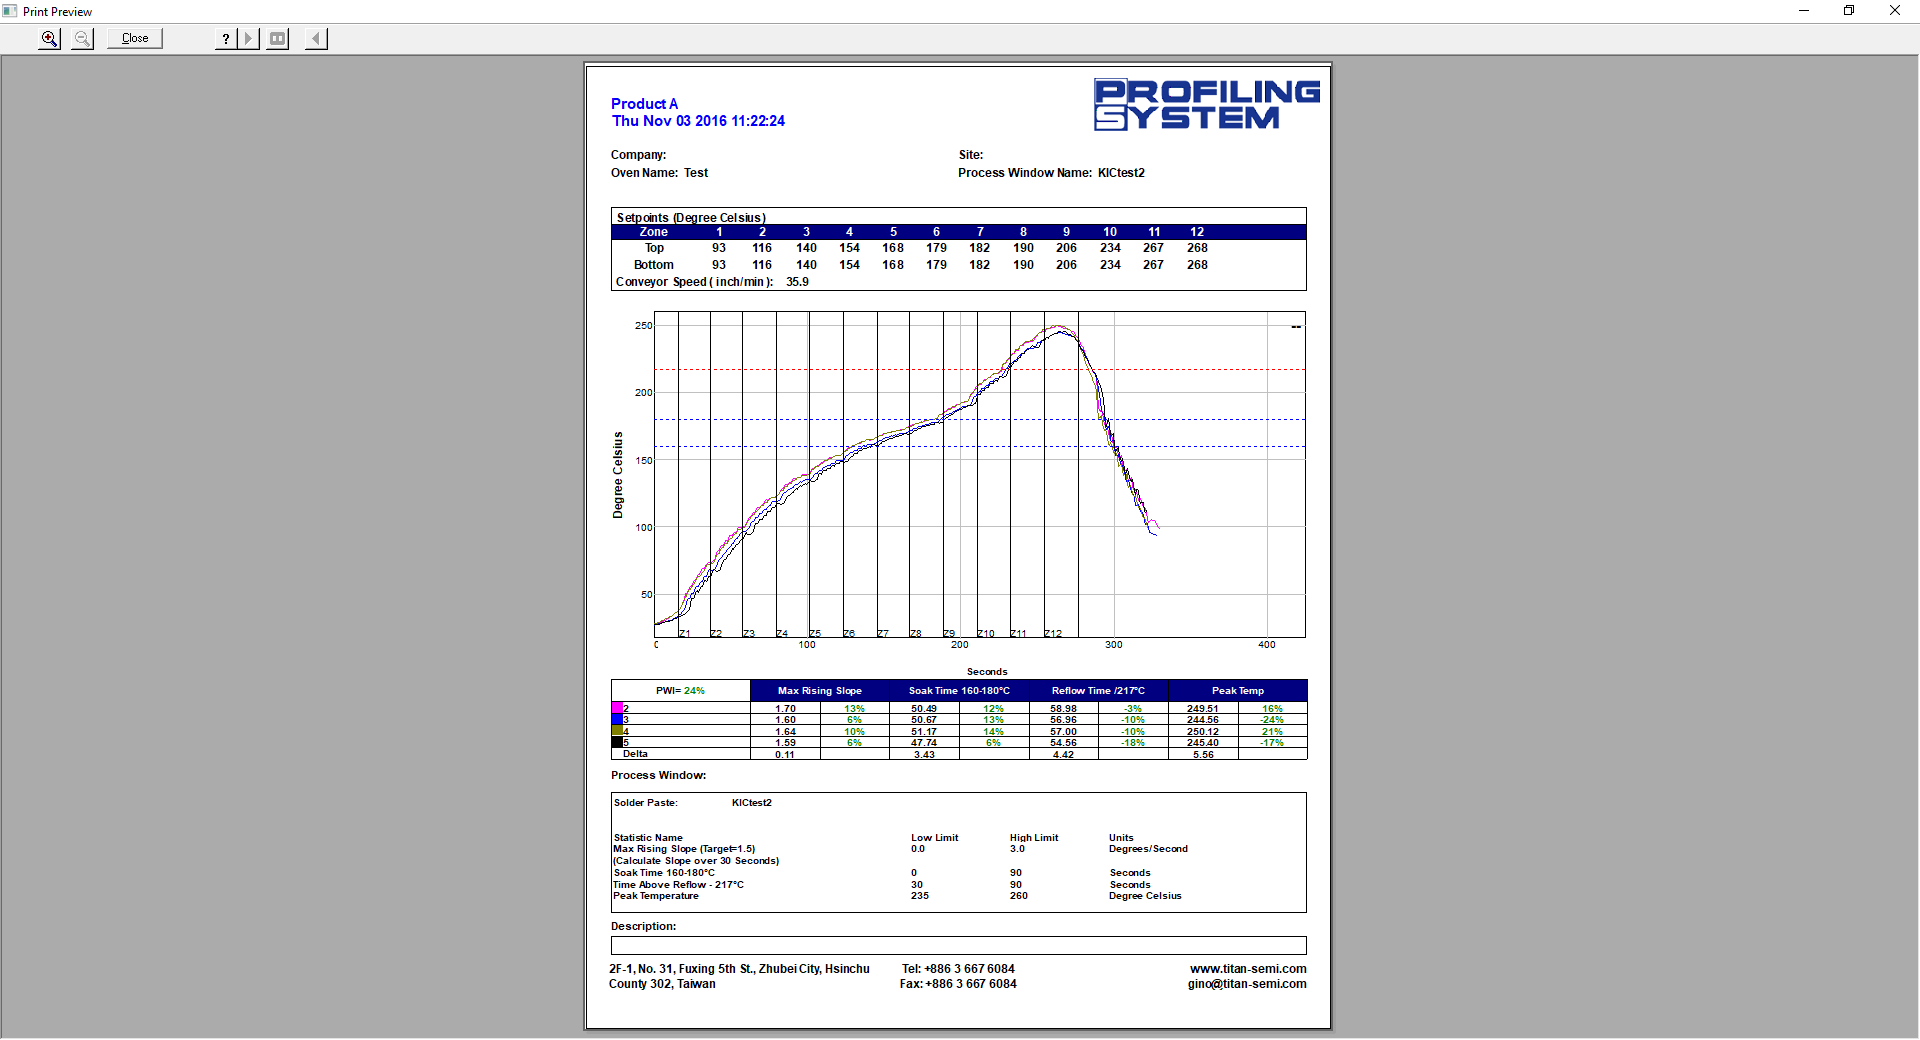 Print Preview
Close
?
Product A
Thu Nov 03 2016 11:22:24
PROFILING
SYSTEM
Company:
Site:
Oven Name: Test
Process Window Name: KICtest2
Setpoints (Degree Celsius)
Zone 1 2 3 4 5 6 7 8 9 10 11 12
Top 93 116 140 154 168 179 182 190 206 234 267 268
Bottom 93 116 140 154 168 179 182 190 206 234 267 268
Conveyor Speed ( inch/min ): 35.9
250
200
150
100
50
Degree Celsius
Z1 Z2 Z3 Z4 Z5 Z6 Z7 Z8 Z9 Z10 Z11 Z12
0 100 200 300 400
Seconds
PWI= 24% Max Rising Slope Soak Time 160-180°C Reflow Time /217°C Peak Temp
2 1.70 13% 50.49 12% 58.98 -3% 249.51 16%
3 1.60 6% 50.67 13% 56.96 -10% 244.56 -24%
4 1.64 10% 51.17 14% 57.00 -10% 250.12 21%
5 1.59 6% 47.74 6% 54.56 -18% 245.40 -17%
Delta 0.11 3.43 4.42 5.56
Process Window:
Solder Paste: KICtest2
Statistic Name Low Limit High Limit Units
Max Rising Slope (Target=1.5) 0.0 3.0 Degrees/Second
(Calculate Slope over 30 Seconds)
Soak Time 160-180°C 0 90 Seconds
Time Above Reflow - 217°C 30 90 Seconds
Peak Temperature 235 260 Degree Celsius
Description:
2F-1, No. 31, Fuxing 5th St., Zhubei City, Hsinchu Tel: +886 3 667 6084 www.titan-semi.com
County 302, Taiwan Fax: +886 3 667 6084 gino@titan-semi.com